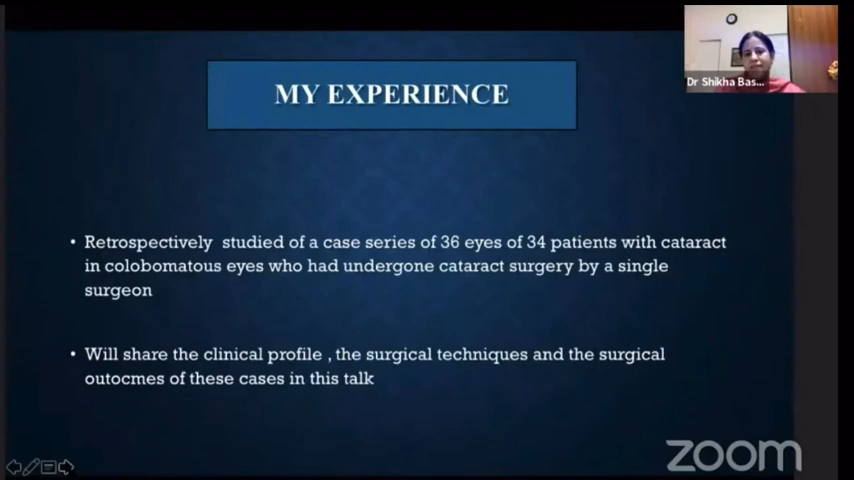 MY EXPERIENCE
Dr Shikha Bas...
• Retrospectively studied of a case series of 36 eyes of 34 patients with cataract
in colobomatous eyes who had undergone cataract surgery by a single
surgeon
• Will share the clinical profile , the surgical techniques and the surgical
outocmes of these cases in this talk
zoom